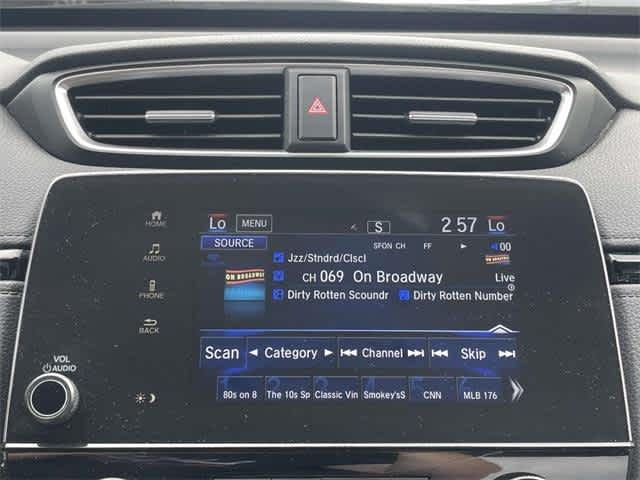 HOME
AUDIO
PHONE
BACK
VOL
AUDIO
Lo MENU S 2 57 Lo
SOURCE SPON CH FF 00
Jzz/Stndrd/Clscl
CH 069 On Broadway Live
Dirty Rotten Scoundr Dirty Rotten Number
Scan Category Channel Skip
80s on 8 The 10s Sp Classic Vin Smokey'sS CNN MLB 176